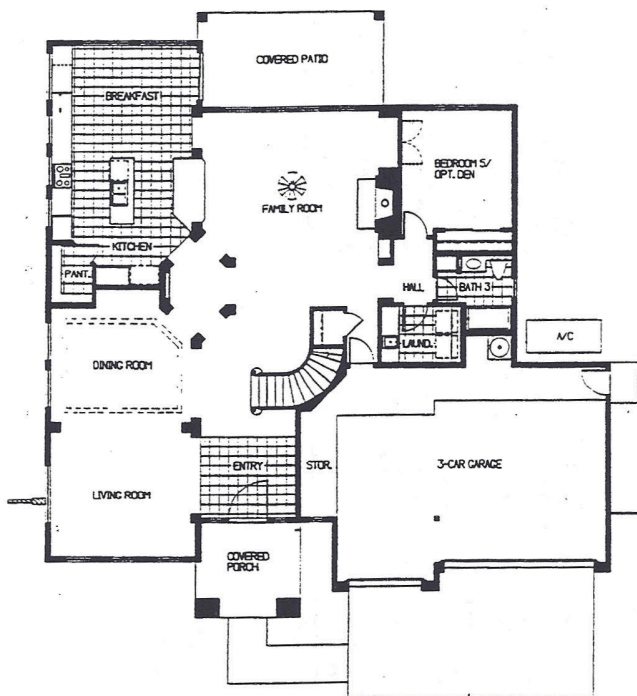 COVERED PATIO
BREAKFAST
BEDROOM 5/
OPT. DEN
FAMILY ROOM
KITCHEN
PANT.
HALL
BATH 3
LAUND.
A/C
DINING ROOM
ENTRY
STOR.
3-CAR GARAGE
LIVING ROOM
COVERED
PORCH